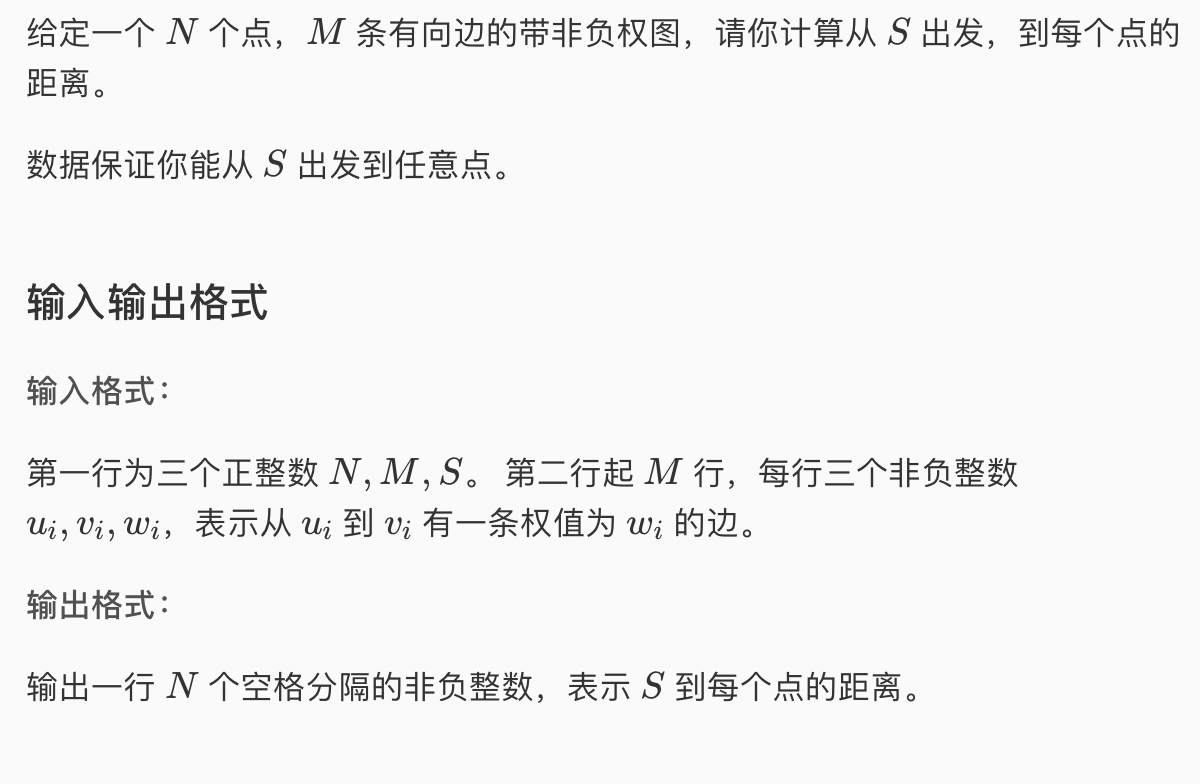 给定一个 N 个点，M 条有向边的带非负权图，请你计算从 S 出发，到每个点的
距离。
数据保证你能从 S 出发到任意点。
输入输出格式
输入格式：
第一行为三个正整数 N, M, S。 第二行起 M 行，每行三个非负整数
u_i, v_i, w_i，表示从 u_i 到 v_i 有一条权值为 w_i 的边。
输出格式：
输出一行 N 个空格分隔的非负整数，表示 S 到每个点的距离。